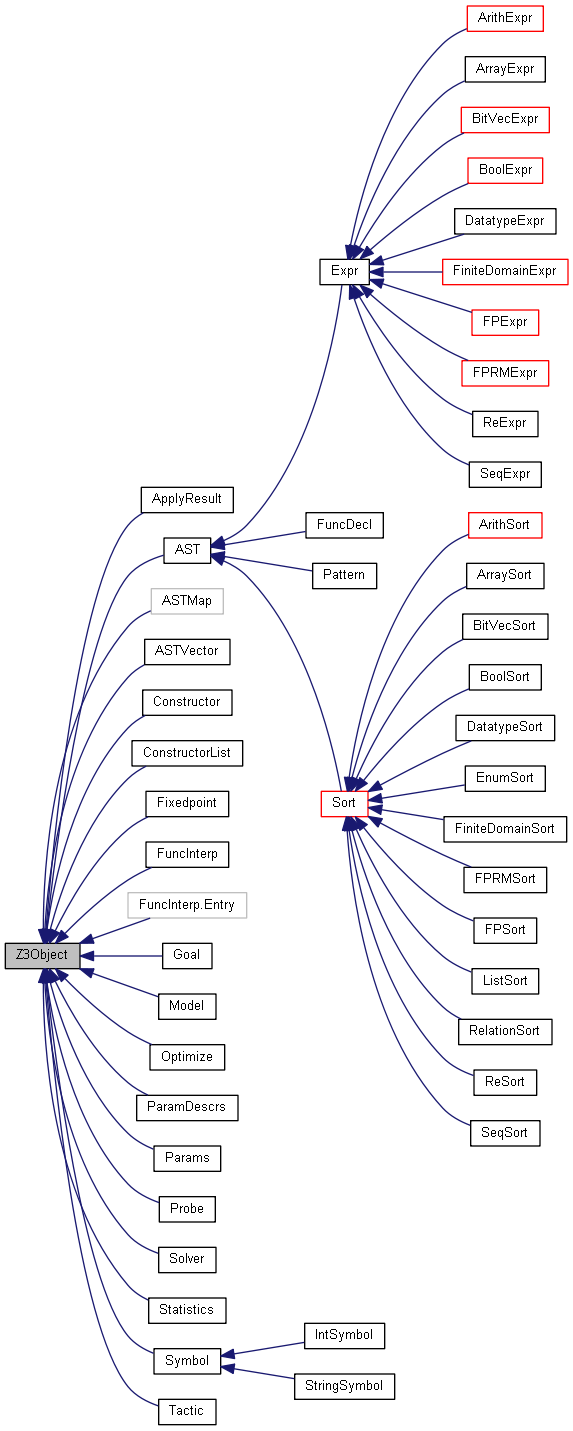 ArithExpr
ArrayExpr
BitVecExpr
BoolExpr
DatatypeExpr
Expr
FiniteDomainExpr
FPExpr
FPRMExpr
ReExpr
SeqExpr
ApplyResult
AST
FuncDecl
Pattern
ArithSort
ArraySort
BitVecSort
BoolSort
DatatypeSort
EnumSort
Sort
FiniteDomainSort
FPRMSort
FPSort
ListSort
RelationSort
ReSort
SeqSort
ASTMap
ASTVector
Constructor
ConstructorList
Fixedpoint
FuncInterp
FuncInterp.Entry
Z3Object
Goal
Model
Optimize
ParamDescrs
Params
Probe
Solver
Statistics
Symbol
IntSymbol
StringSymbol
Tactic